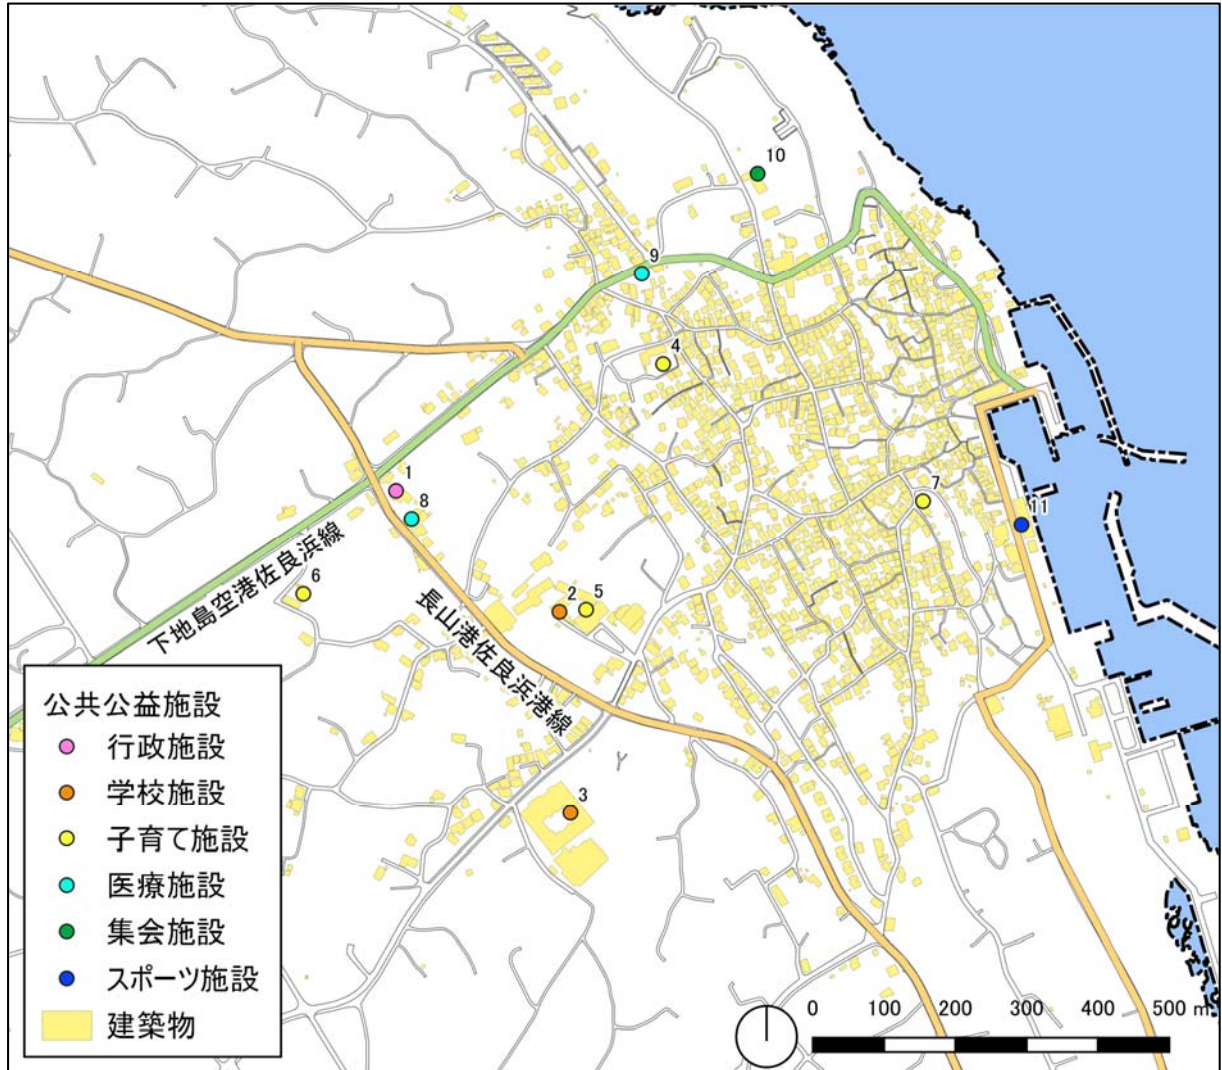 10
9
4
1
8
7
11
6
2
5
下地島空港佐良浜線
長山港佐良浜港線
3
公共公益施設
行政施設
学校施設
子育て施設
医療施設
集会施設
スポーツ施設
建築物
0 100 200 300 400 500 m